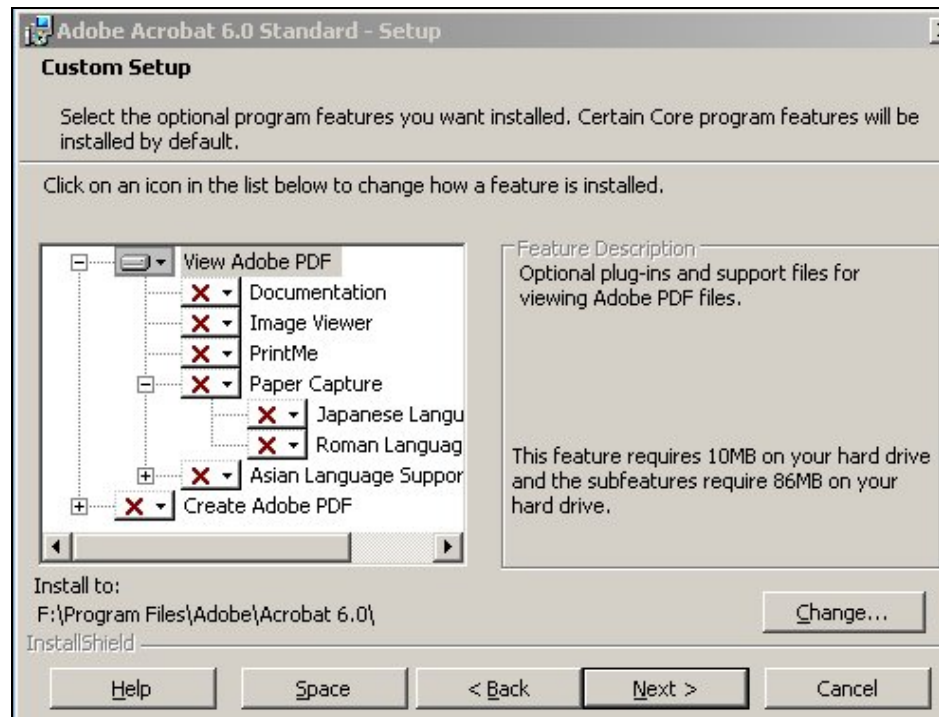 Adobe Acrobat 6.0 Standard - Setup
Custom Setup
Select the optional program features you want installed. Certain Core program features will be
installed by default.
Click on an icon in the list below to change how a feature is installed.
View Adobe PDF
Documentation
Image Viewer
PrintMe
Paper Capture
Japanese Langu
Roman Languag
Asian Language Suppor
Create Adobe PDF
Feature Description
Optional plug-ins and support files for
viewing Adobe PDF files.
This feature requires 10MB on your hard drive
and the subfeatures require 86MB on your
hard drive.
Install to:
F:\Program Files\Adobe\Acrobat 6.0\
Change...
InstallShield
Help
Space
< Back
Next >
Cancel